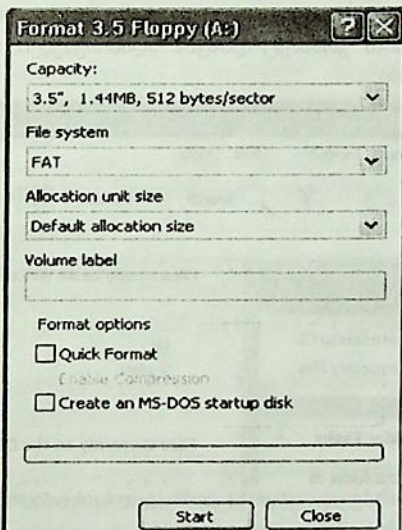 Format 3.5 Floppy (A:)
Capacity:
3.5", 1.44MB, 512 bytes/sector
File system
FAT
Allocation unit size
Default allocation size
Volume label
Format options
Quick Format
Enable Compression
Create an MS-DOS startup disk
Start
Close